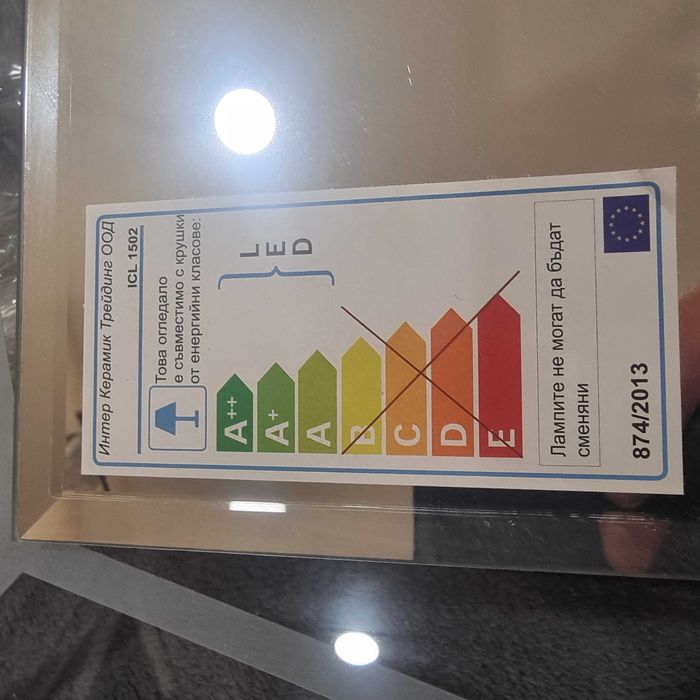 Интер Керамик Трейдинг ООД
ICL 1502
Това огледало
е съвместимо с крушки
от енергийни класове:
A++
A+
A
B
C
D
E
LED
Лампите не могат да бъдат
сменяни
874/2013